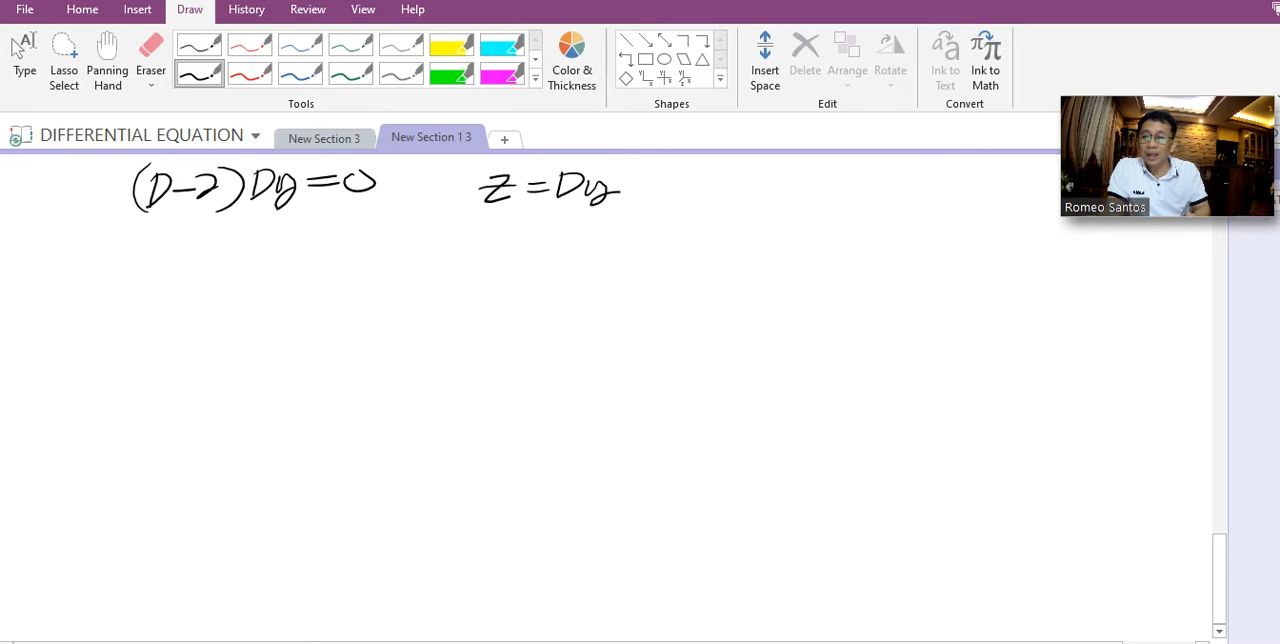 File Home Insert Draw History Review View Help
Type
Lasso Select
Panning Hand
Eraser
Color & Thickness
Insert Space
Delete
Arrange
Rotate
Ink to Text
Ink to Math
Tools
Shapes
Edit
Convert
DIFFERENTIAL EQUATION
New Section 3
New Section 1 3
(D-2)Dy=0 z=Dy
Romeo Santos